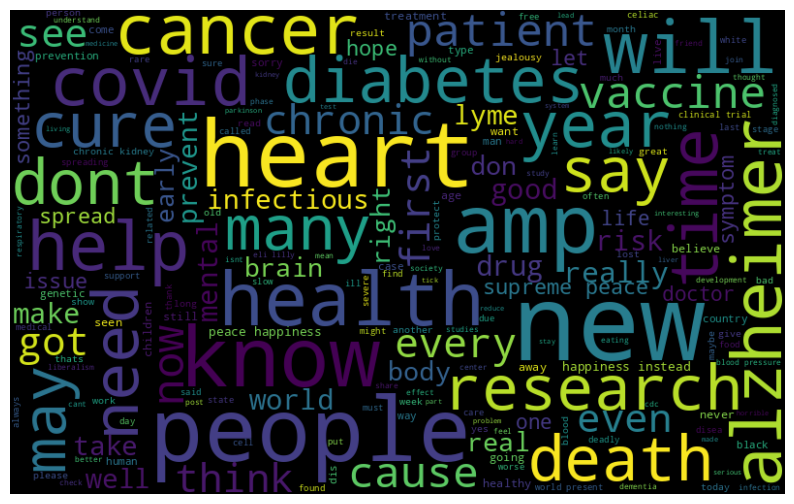 understand
person
come
treatment
result
free
lead
celiac
month
white
join
see
cancer
patient
will
prevention
medicine
rare
sure
sorry
hope
type
without
jealousy
let
live
friend
much
thought
something
covid
die
kidney
phase
parkinson
test
system
nothing
diabetes
vaccine
diagnosed
cure
chronic
called
read
lyme
want
clinical trial
last
stage
year
living
chronic kidney
spreading
early
prevent
heart
first
man
hard
group
learn
likely
great
treat
dont
infectious
don
age
study
good
say
often
alzheimer
time
symptom
spread
old
related
many
right
protect
amp
life
interesting
respiratory
help
mental
isnt
eli lilly
mean
love
case
society
drug
really
risk
believe
lost
liver
issue
brain
genetic
support
slow
ill
find
severe
tick
supreme peace
doctor
development
bad
make
show
strong
thank
still
health
studies
might
reduce
another
due
country
new
need
medical
children
seen
peace happiness
got
thats
liberalism
now
know
every
stay
eating
maybe
give
food
blood pressure
away
happiness instead
may
always
cant
work
day
body
center
share
research
said
post
effect
week
part
cdc
never
horrible
world
must
care
way
even
disea
people
state
cell
yes
feel
problem
one
blood
made
black
take
better
human
put
real
going
worse
deadly
death
serious
please
check
well
think
found
dis
cause
healthy
world present
dementia
today
infection